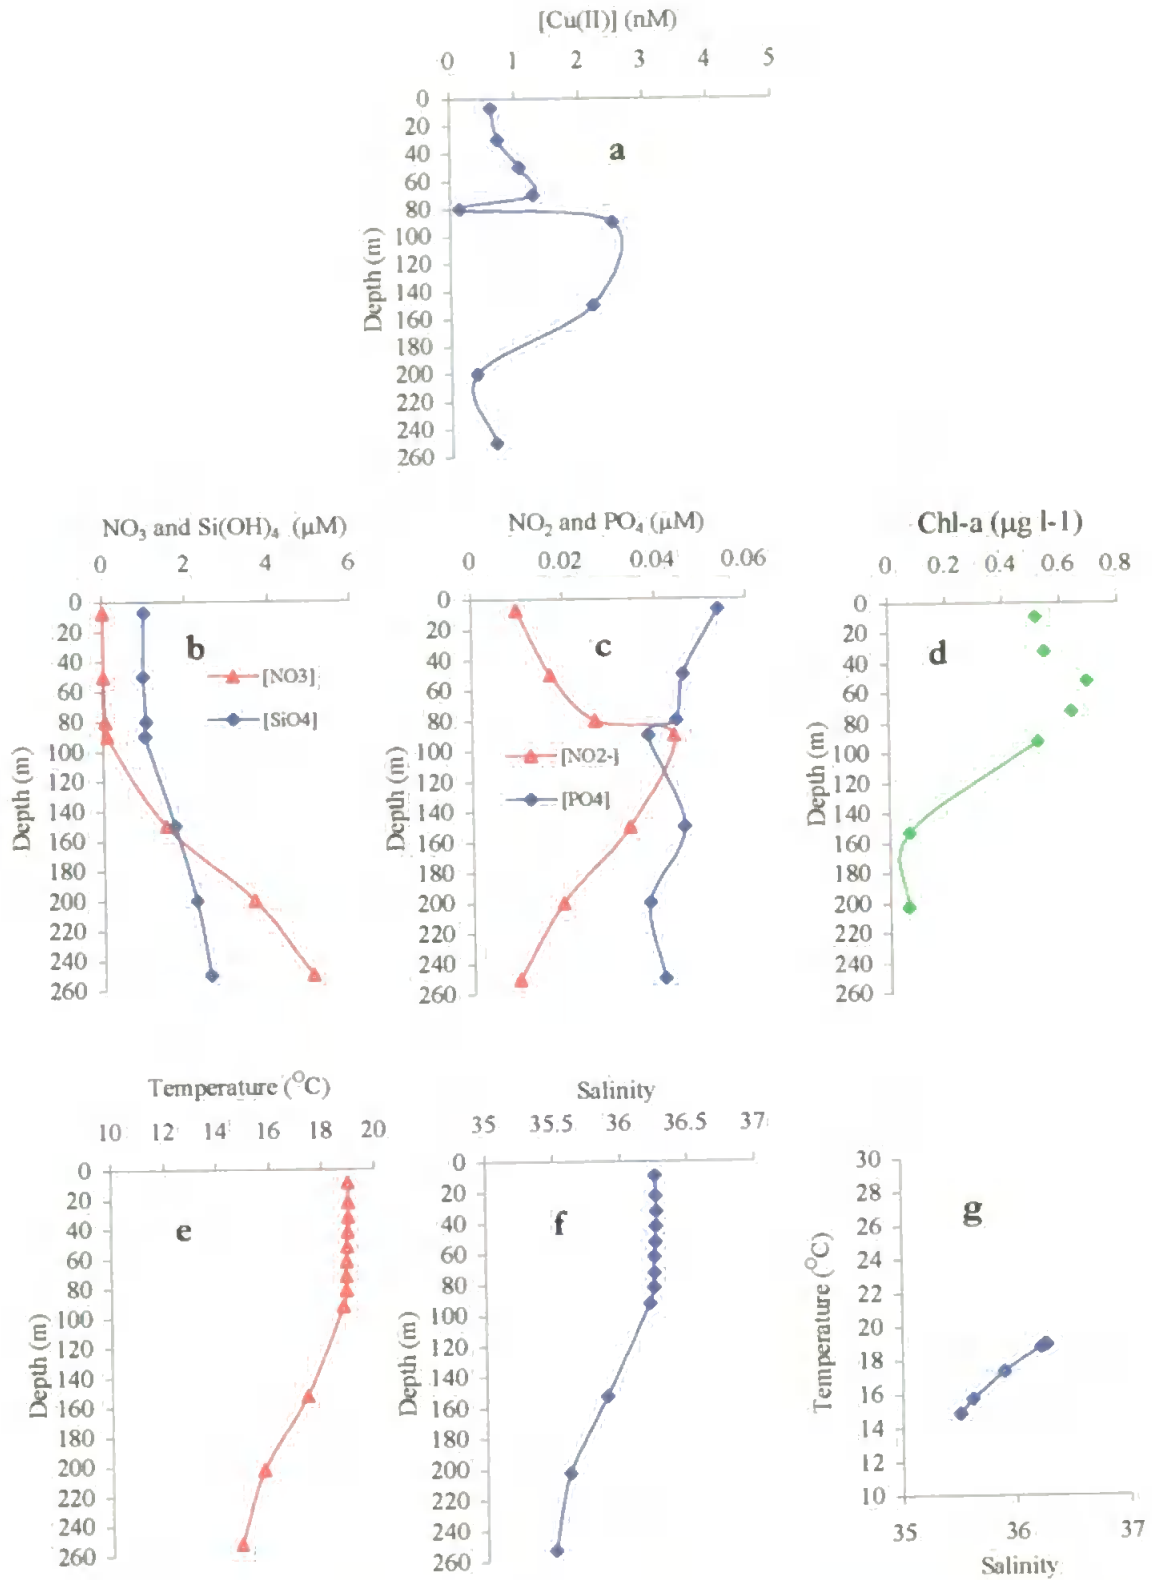 [Cu(II)] (nM)
0 1 2 3 4 5
0
20
40
60
80
100
120
140
160
180
200
220
240
260
Depth (m)
a
NO3 and Si(OH)4 (µM)
0 2 4 6
0
20
40
60
80
100
120
140
160
180
200
220
240
260
Depth (m)
b
[NO3]
[SiO4]
NO2 and PO4 (µM)
0 0.02 0.04 0.06
0
20
40
60
80
100
120
140
160
180
200
220
240
260
Depth (m)
c
[NO2-]
[PO4]
Chl-a (µg l-1)
0 0.2 0.4 0.6 0.8
0
20
40
60
80
100
120
140
160
180
200
220
240
260
Depth (m)
d
Temperature (°C)
10 12 14 16 18 20
0
20
40
60
80
100
120
140
160
180
200
220
240
260
Depth (m)
e
Salinity
35 35.5 36 36.5 37
0
20
40
60
80
100
120
140
160
180
200
220
240
260
Depth (m)
f
30
28
26
24
22
20
18
16
14
12
10
Temperature (°C)
g
35 36 37
Salinity